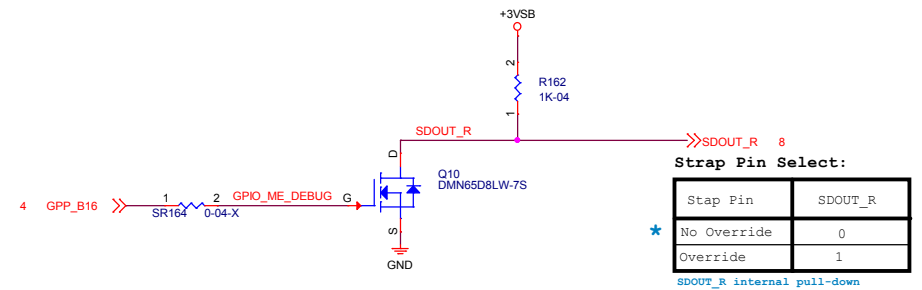 +3VSB
2
R162
1K-04
1
SDOUT_R
SDOUT_R 8
D
Q10
DMN65D8LW-7S
4 GPP_B16
1
2
GPIO_ME_DEBUG
G
SR164
0-04-X
S
GND
Strap Pin Select:
Stap Pin SDOUT_R
* No Override 0
Override 1
SDOUT_R internal pull-down